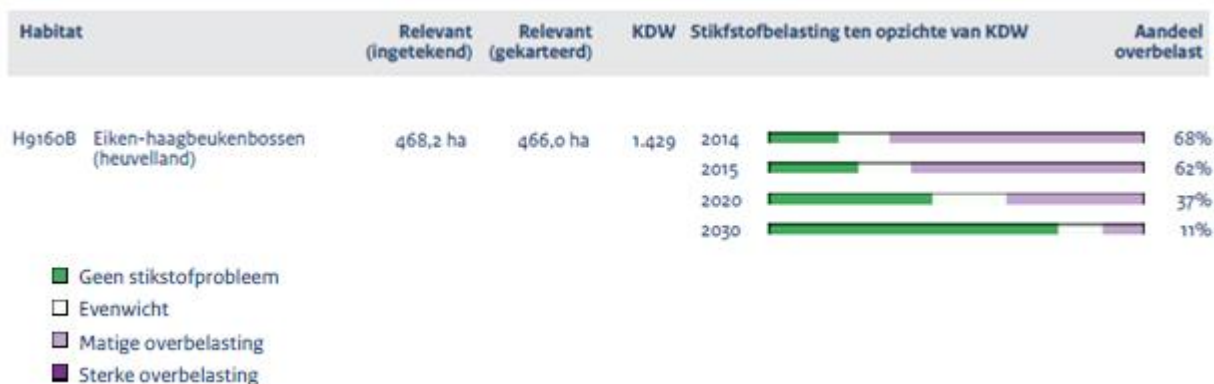 Habitat Relevant Relevant KDW Stikfstofbelasting ten opzichte van KDW Aandeel
(ingetekend) (gekarteerd) overbelast
H9160B Eiken-haagbeukenbossen 468,2 ha 466,0 ha 1.429 2014 68%
(heuvelland)
2015 62%
2020 37%
2030 11%
Geen stikstofprobleem
Evenwicht
Matige overbelasting
Sterke overbelasting